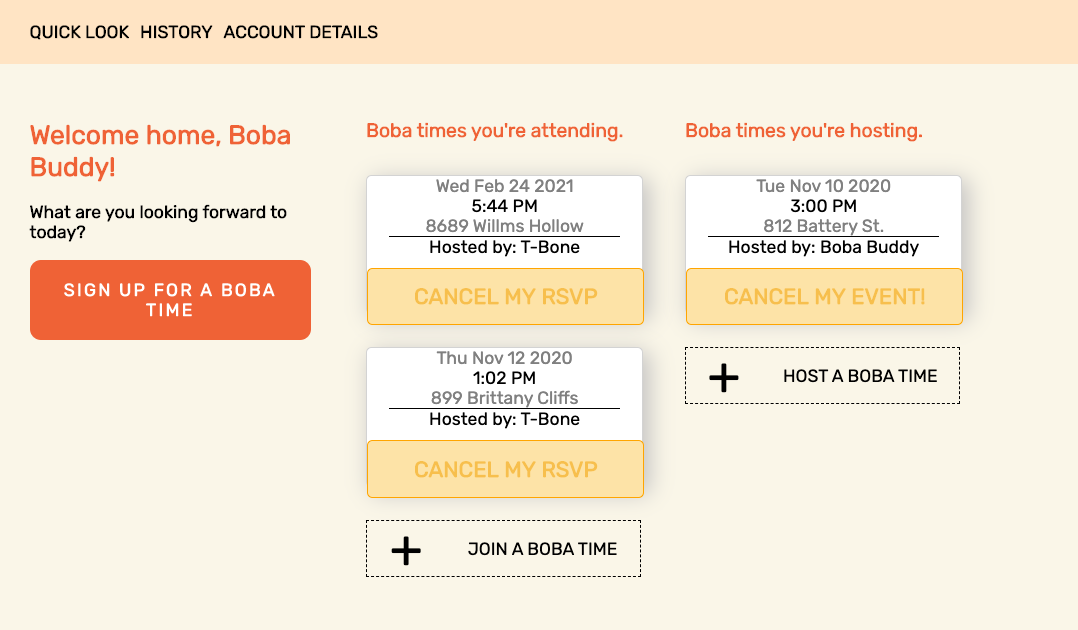 QUICK LOOK HISTORY ACCOUNT DETAILS
Welcome home, Boba
Buddy!
What are you looking forward to
today?
SIGN UP FOR A BOBA
TIME
Boba times you're attending.
Wed Feb 24 2021
5:44 PM
8689 Willms Hollow
Hosted by: T-Bone
CANCEL MY RSVP
Thu Nov 12 2020
1:02 PM
899 Brittany Cliffs
Hosted by: T-Bone
CANCEL MY RSVP
JOIN A BOBA TIME
Boba times you're hosting.
Tue Nov 10 2020
3:00 PM
812 Battery St.
Hosted by: Boba Buddy
CANCEL MY EVENT!
HOST A BOBA TIME